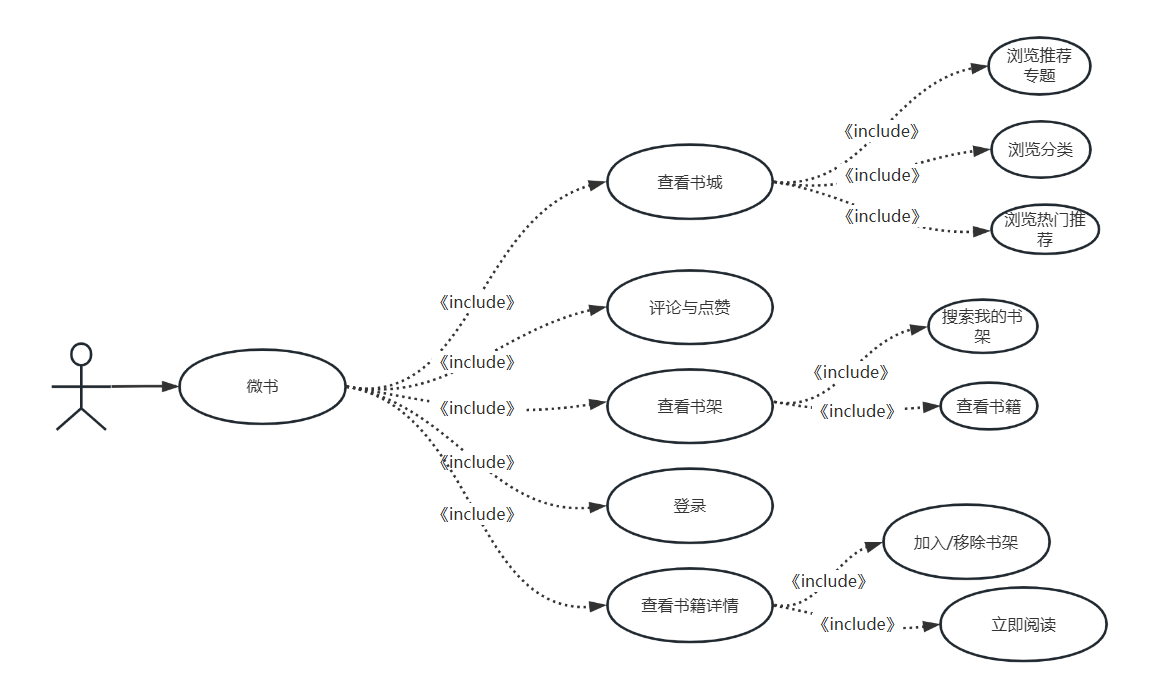 浏览推荐
专题
《include》
浏览分类
查看书城
《include》
《include》
浏览热门推
荐
《include》
评论与点赞
搜索我的书
架
《include》
《include》
微书
《include》
查看书架
《include》
查看书籍
《include》
登录
《include》
加入/移除书架
《include》
查看书籍详情
《include》
立即阅读